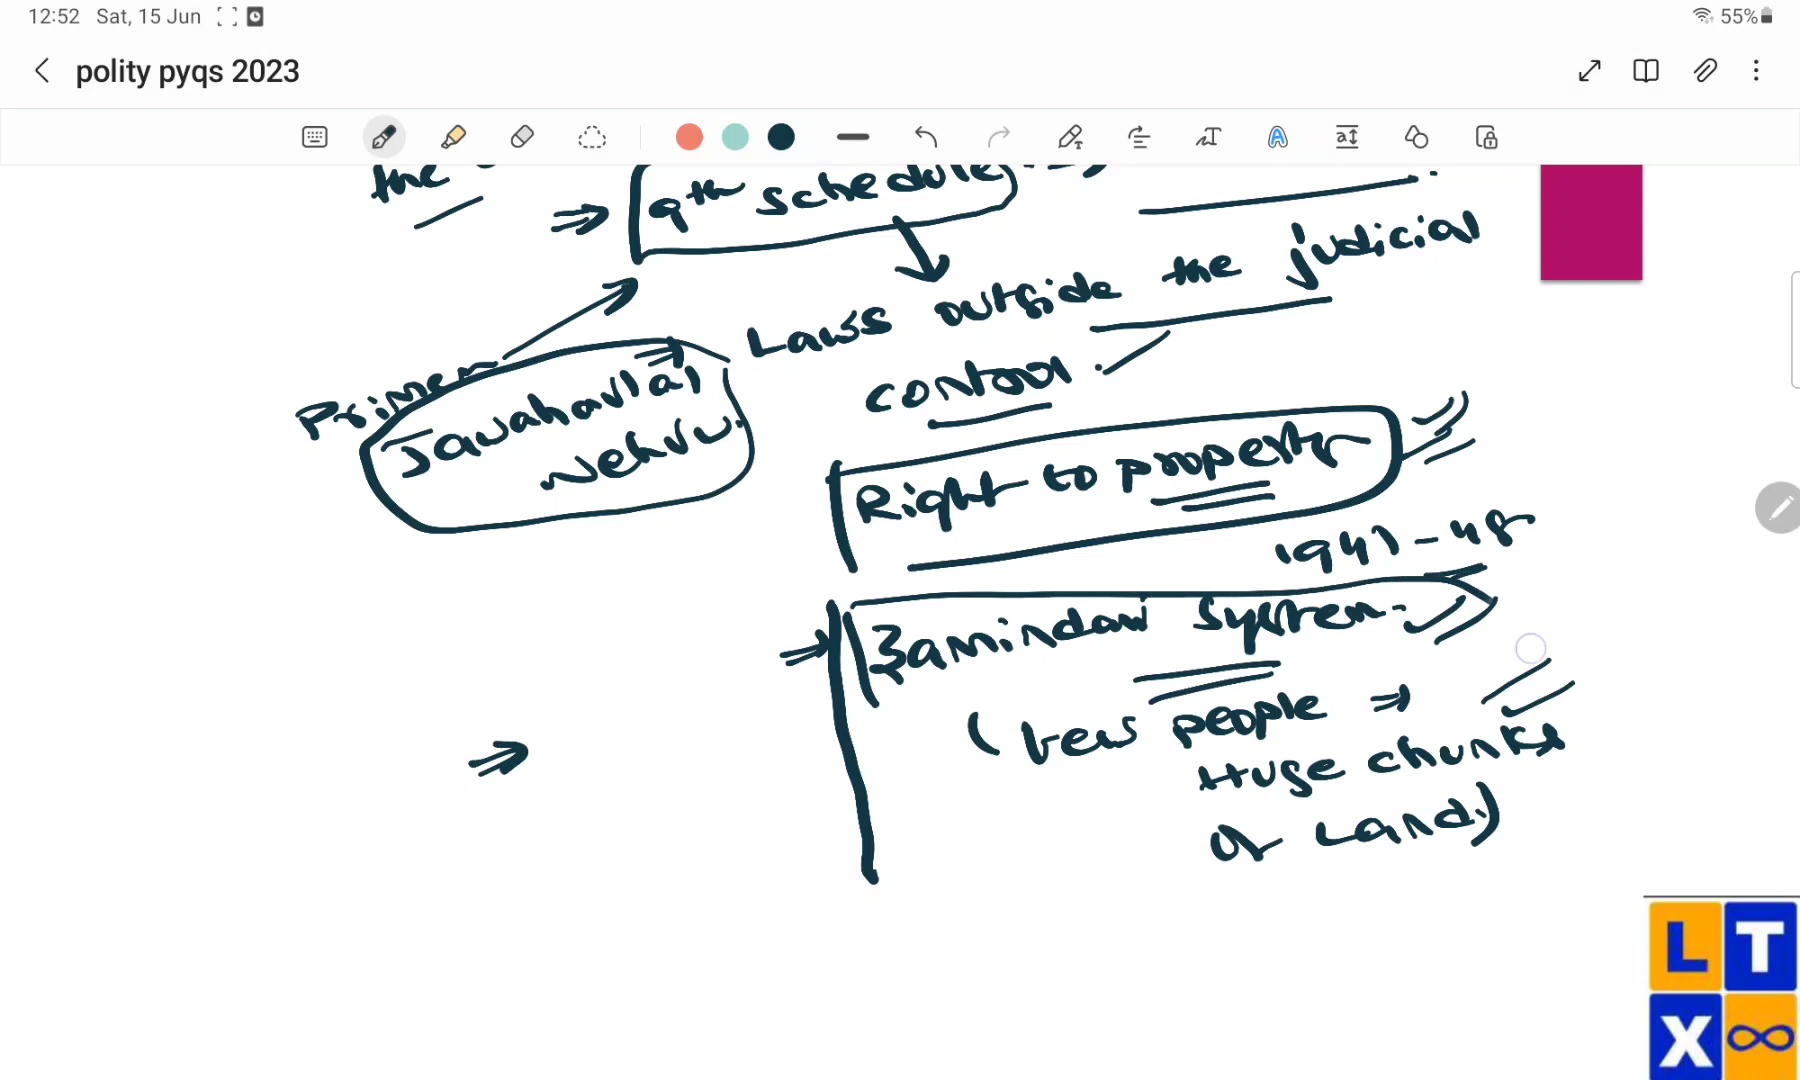 12:52 Sat, 15 Jun
55%
polity pyqs 2023
the
9th schedule
Laws outside the judicial
control.
Prime
Jawaharlal
Nehru.
Right to property
1947-48
Zamindari System.
(few people ⇒
Huge chunks
of Land)
L T
X ∞